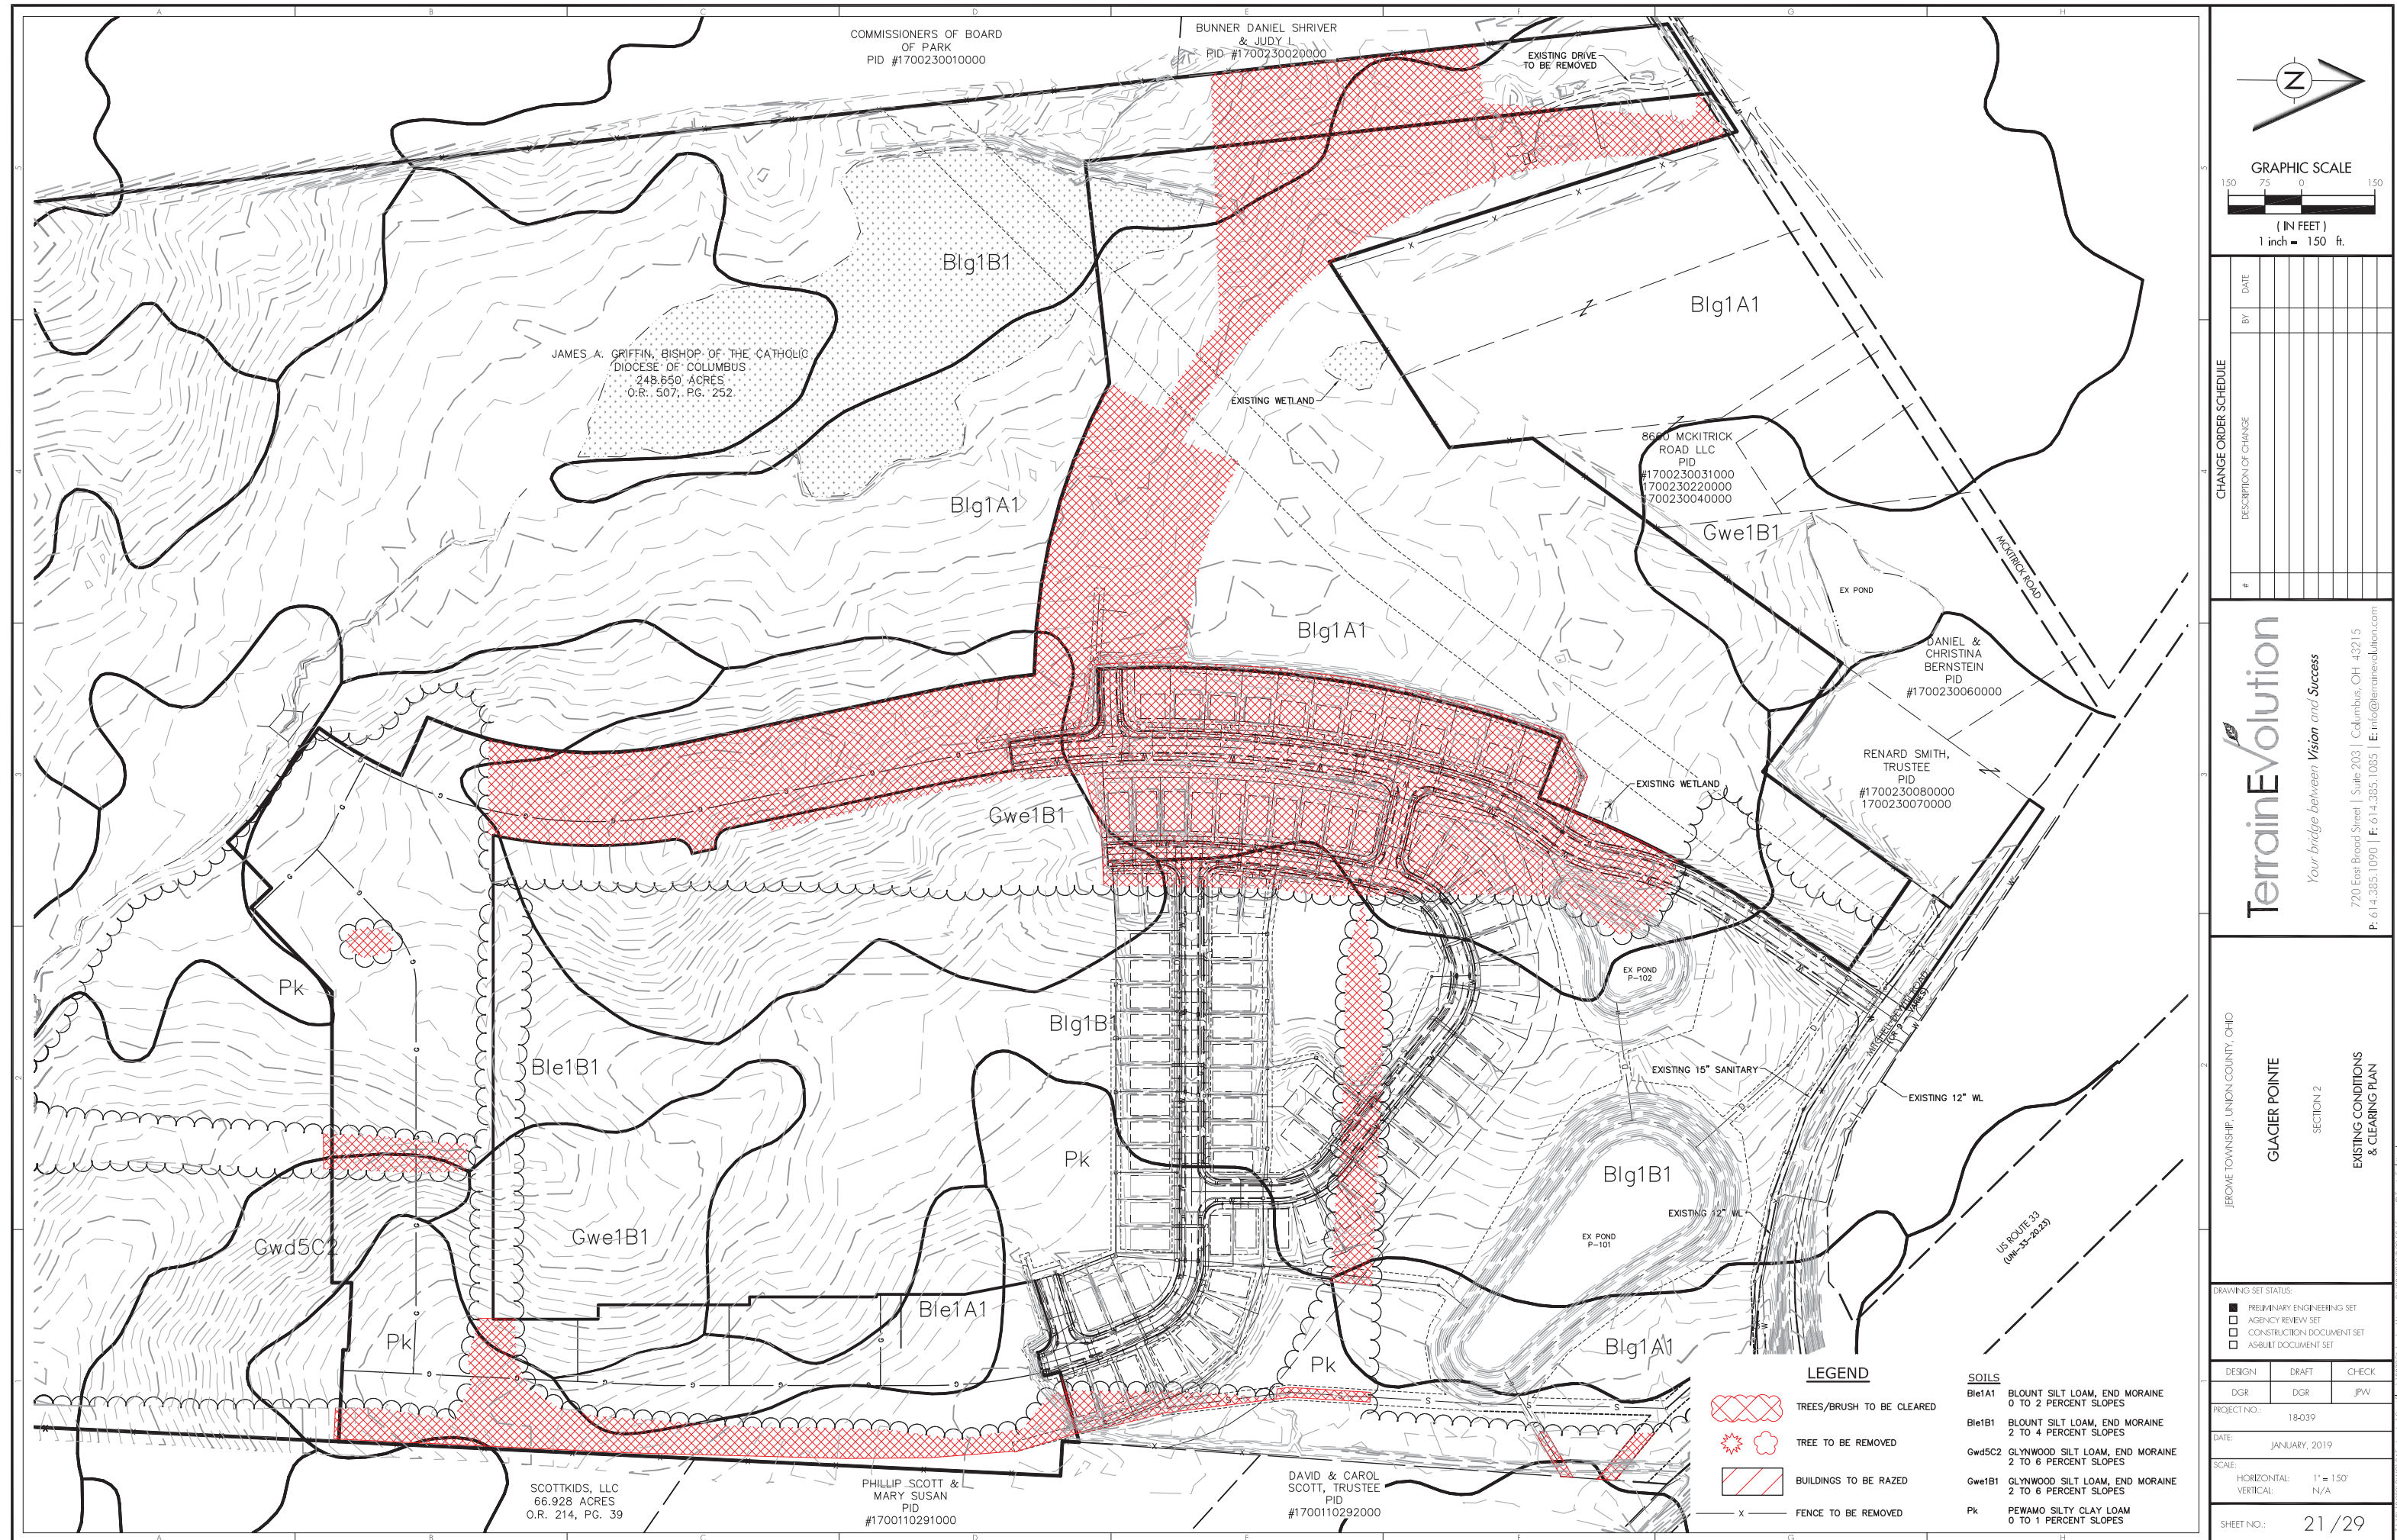 COMMISSIONERS OF BOARD
OF PARK
PID #1700230010000
BUNNER DANIEL SHRIVER
& JUDY L
PID #1700230020000
EXISTING DRIVE
TO BE REMOVED
Blg1B1
Blg1A1
JAMES A. GRIFFIN, BISHOP OF THE CATHOLIC
DIOCESE OF COLUMBUS
248.650 ACRES
O.R. 507, PG. 252
EXISTING WETLAND
8660 MCKITRICK
ROAD LLC
PID
#1700230031000
1700230220000
1700230040000
Blg1A1
Gwe1B1
MCKITRICK ROAD
EX POND
Blg1A1
DANIEL &
CHRISTINA
BERNSTEIN
PID
#1700230060000
RENARD SMITH,
TRUSTEE
PID
#1700230080000
1700230070000
EXISTING WETLAND
Gwe1B1
EX POND
P-102
Pk
Blg1B1
Ble1B1
EXISTING 15" SANITARY
EXISTING 12" WL
Pk
Blg1B1
EXISTING 12" WL
EX POND
P-101
US ROUTE 33
(UNI-33-20.23)
Gwd5C2
Gwe1B1
Ble1A1
Pk
Pk
Blg1A1
SCOTTKIDS, LLC
66.928 ACRES
O.R. 214, PG. 39
PHILLIP SCOTT &
MARY SUSAN
PID
#1700110291000
DAVID & CAROL
SCOTT, TRUSTEE
PID
#1700110292000
LEGEND
TREES/BRUSH TO BE CLEARED
TREE TO BE REMOVED
BUILDINGS TO BE RAZED
X FENCE TO BE REMOVED
SOILS
Ble1A1 BLOUNT SILT LOAM, END MORAINE
0 TO 2 PERCENT SLOPES
Ble1B1 BLOUNT SILT LOAM, END MORAINE
2 TO 4 PERCENT SLOPES
Gwd5C2 GLYNWOOD SILT LOAM, END MORAINE
2 TO 6 PERCENT SLOPES
Gwe1B1 GLYNWOOD SILT LOAM, END MORAINE
2 TO 6 PERCENT SLOPES
Pk PEWAMO SILTY CLAY LOAM
0 TO 1 PERCENT SLOPES
N
GRAPHIC SCALE
150 75 0 150
( IN FEET )
1 inch = 150 ft.
CHANGE ORDER SCHEDULE
# DESCRIPTION OF CHANGE BY DATE
TerrainEvolution
Your bridge between Vision and Success
720 East Broad Street | Suite 203 | Columbus, OH 43215
P: 614.385.1090 | F: 614.385.1085 | E: info@terrainevolution.com
JEROME TOWNSHIP, UNION COUNTY, OHIO
GLACIER POINTE
SECTION 2
EXISTING CONDITIONS
& CLEARING PLAN
DRAWING SET STATUS:
PRELIMINARY ENGINEERING SET
AGENCY REVIEW SET
CONSTRUCTION DOCUMENT SET
AS-BUILT DOCUMENT SET
DESIGN DRAFT CHECK
DGR DGR JPW
PROJECT NO.:
18-039
DATE:
JANUARY, 2019
SCALE:
HORIZONTAL: 1" = 150'
VERTICAL: N/A
SHEET NO.: 21/29